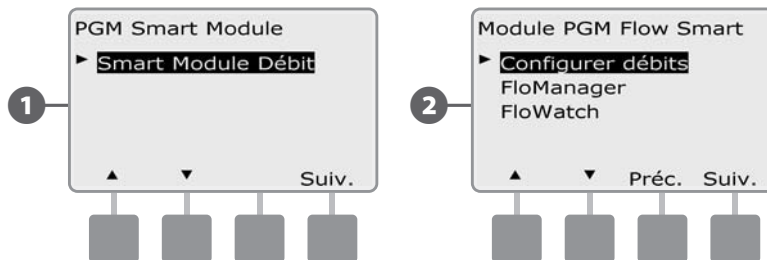 PGM Smart Module
► Smart Module Débit
1
▲ ▼ Suiv.
Module PGM Flow Smart
► Configurer débits
FloManager
FloWatch
2
▲ ▼ Préc. Suiv.